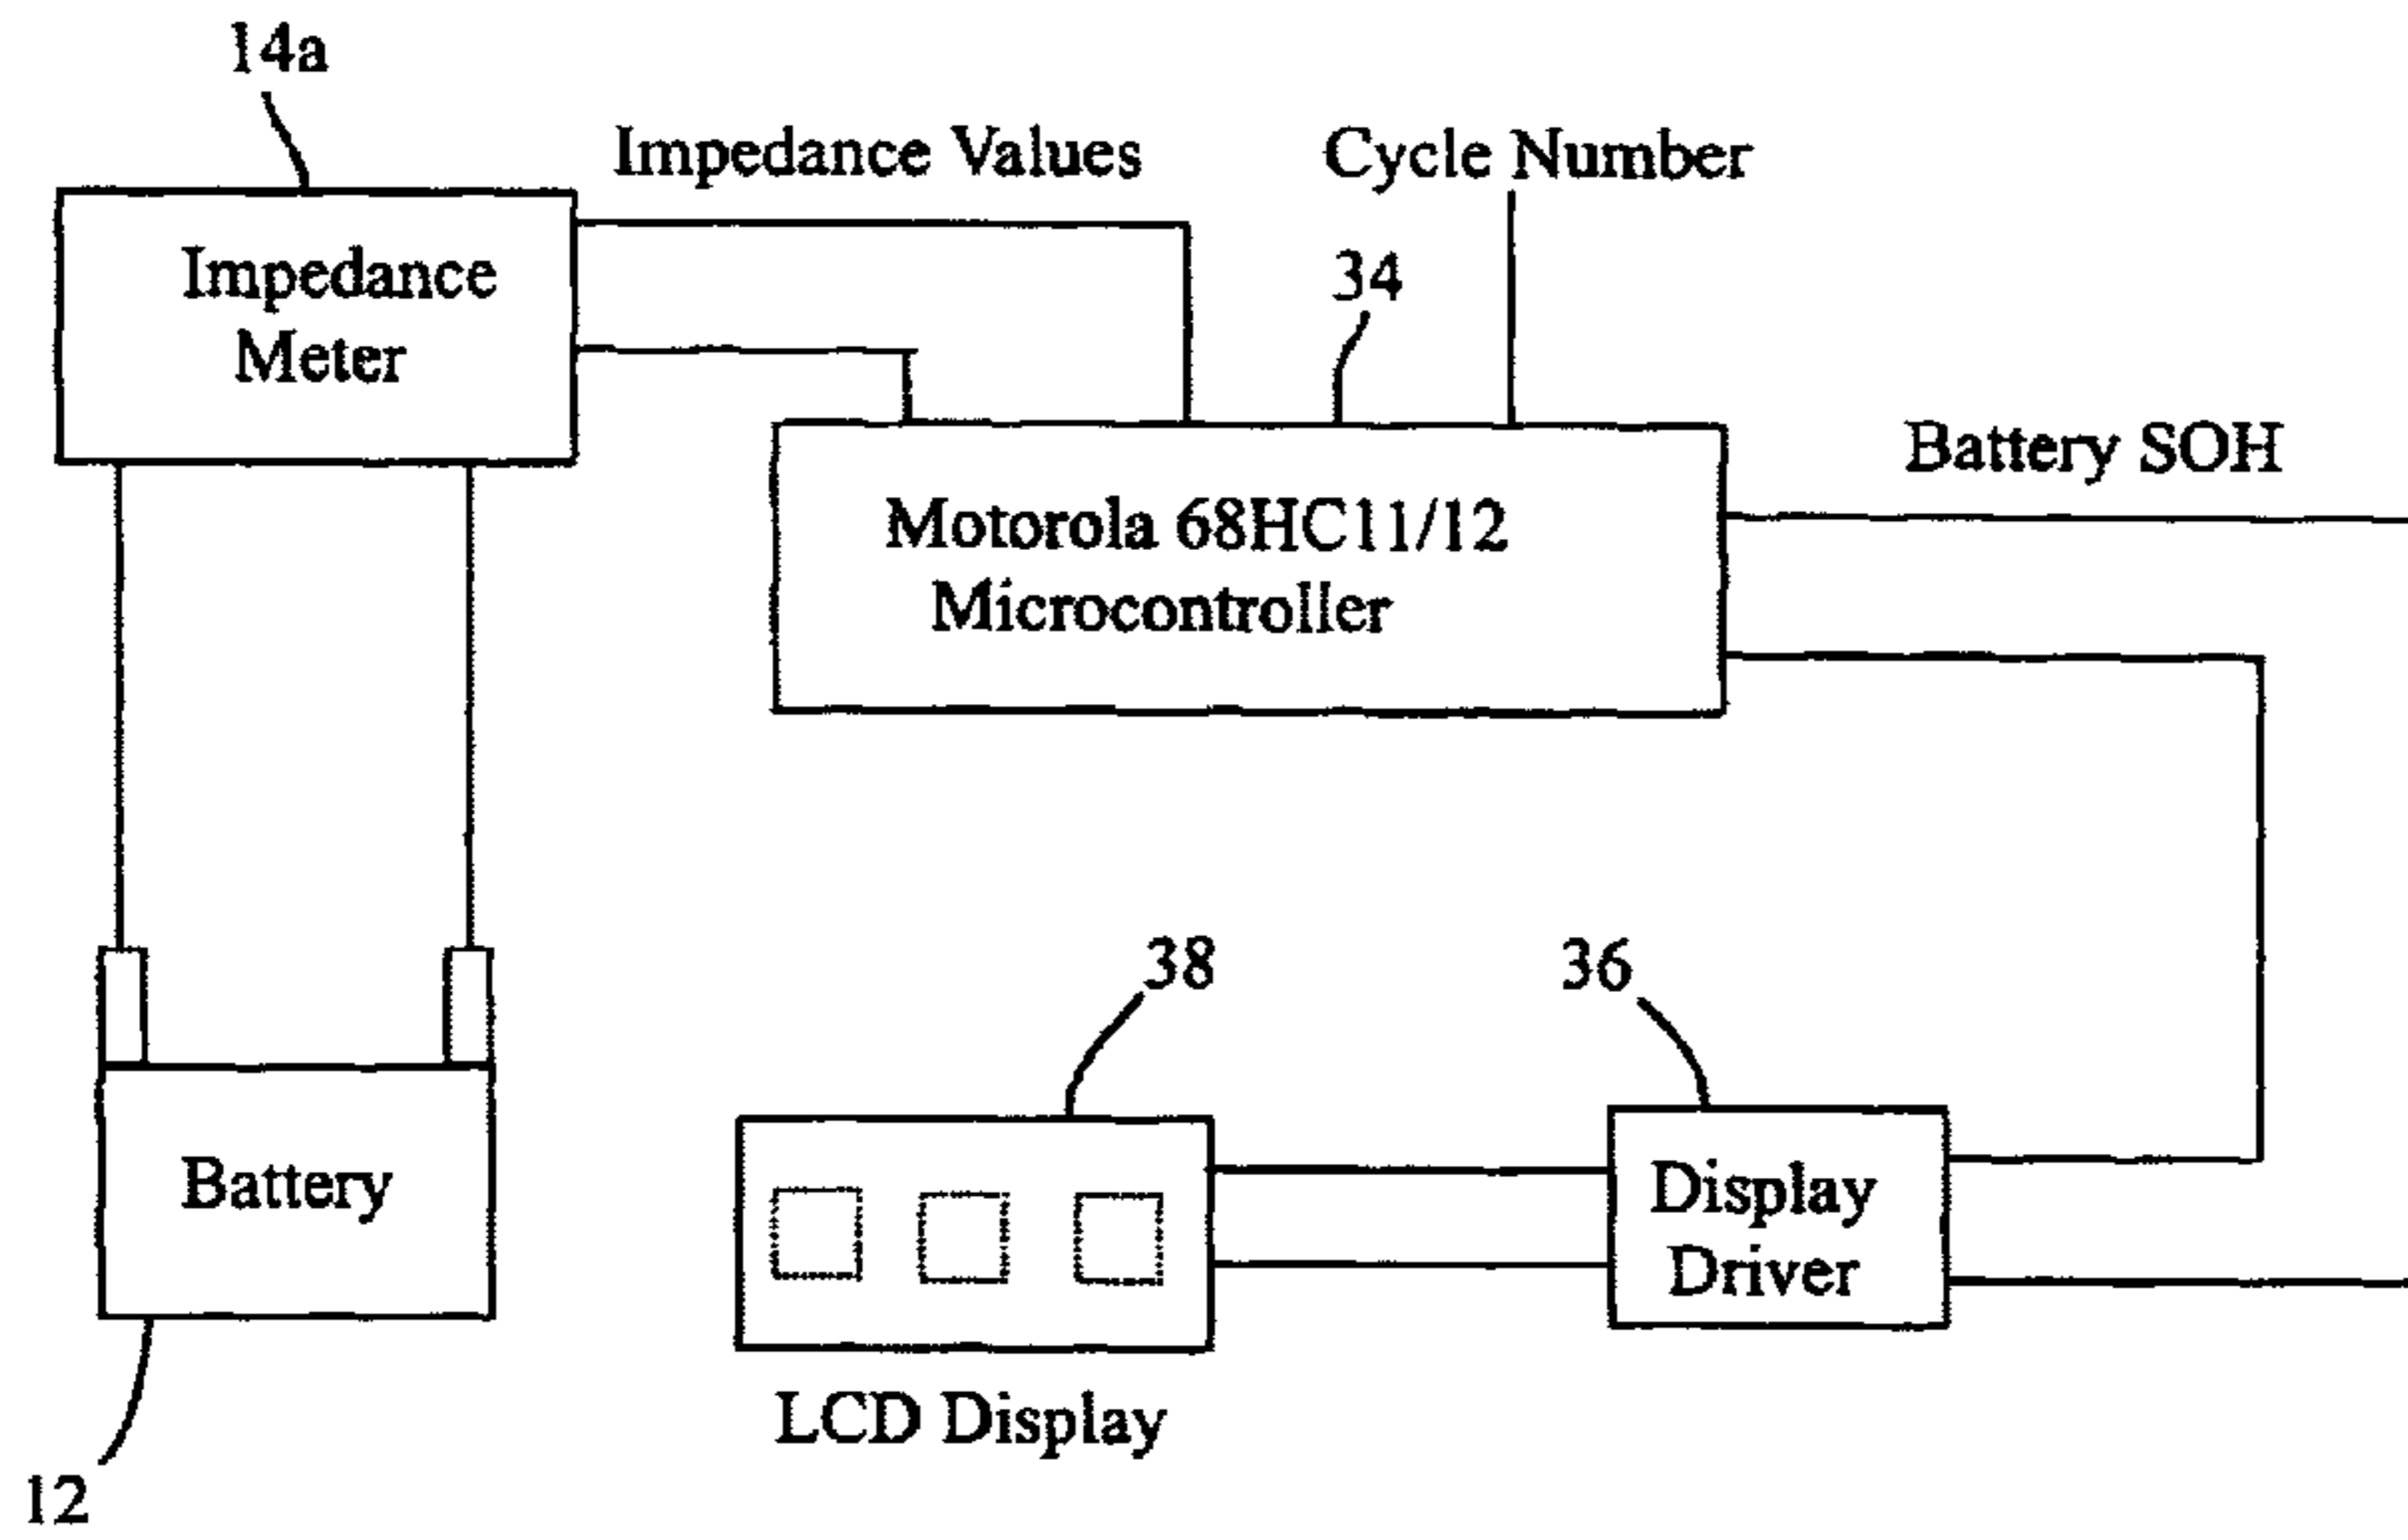 14a
Impedance Values
Cycle Number
Impedance
Meter
34
Battery SOH
Motorola 68HC11/12
Microcontroller
38
36
Battery
Display
Driver
LCD Display
12